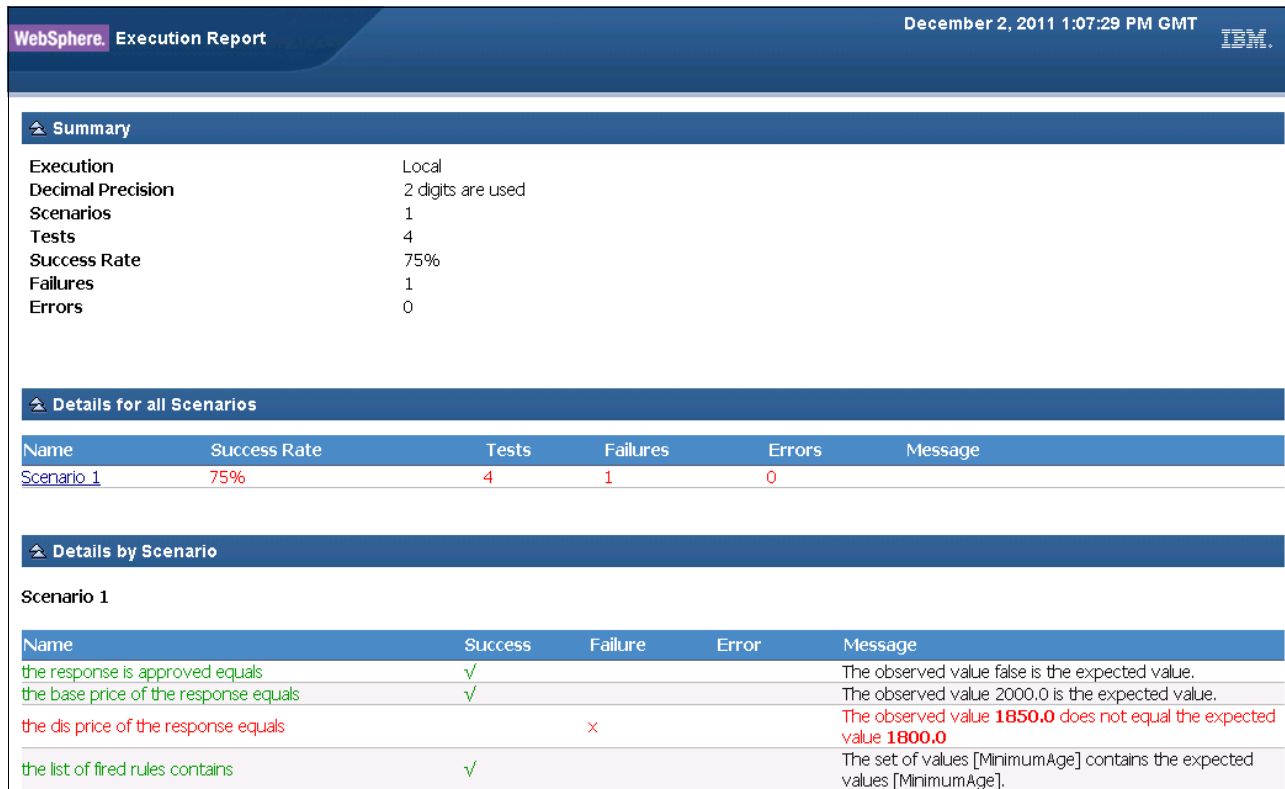 WebSphere. Execution Report
December 2, 2011 1:07:29 PM GMT
IBM.
Summary
Execution Local
Decimal Precision 2 digits are used
Scenarios 1
Tests 4
Success Rate 75%
Failures 1
Errors 0
Details for all Scenarios
Name Success Rate Tests Failures Errors Message
Scenario 1 75% 4 1 0
Details by Scenario
Scenario 1
Name Success Failure Error Message
the response is approved equals √ The observed value false is the expected value.
the base price of the response equals √ The observed value 2000.0 is the expected value.
the dis price of the response equals x The observed value 1850.0 does not equal the expected
value 1800.0
the list of fired rules contains √ The set of values [MinimumAge] contains the expected
values [MinimumAge].